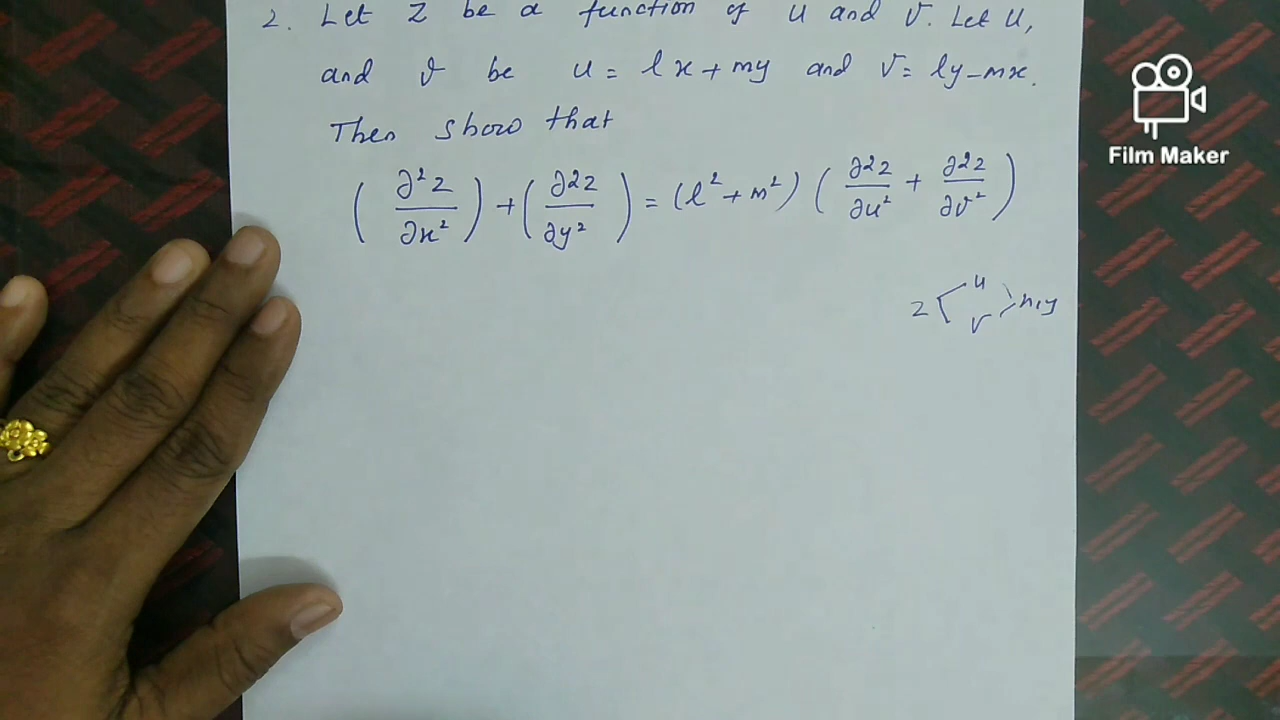 2. Let Z be a function of u and v. Let u,
and v be u = lx + my and v = ly - mx.
Then show that
(∂²z/∂x²) + (∂²z/∂y²) = (l² + m²) (∂²z/∂u² + ∂²z/∂v²)
z < u v > x, y
Film Maker